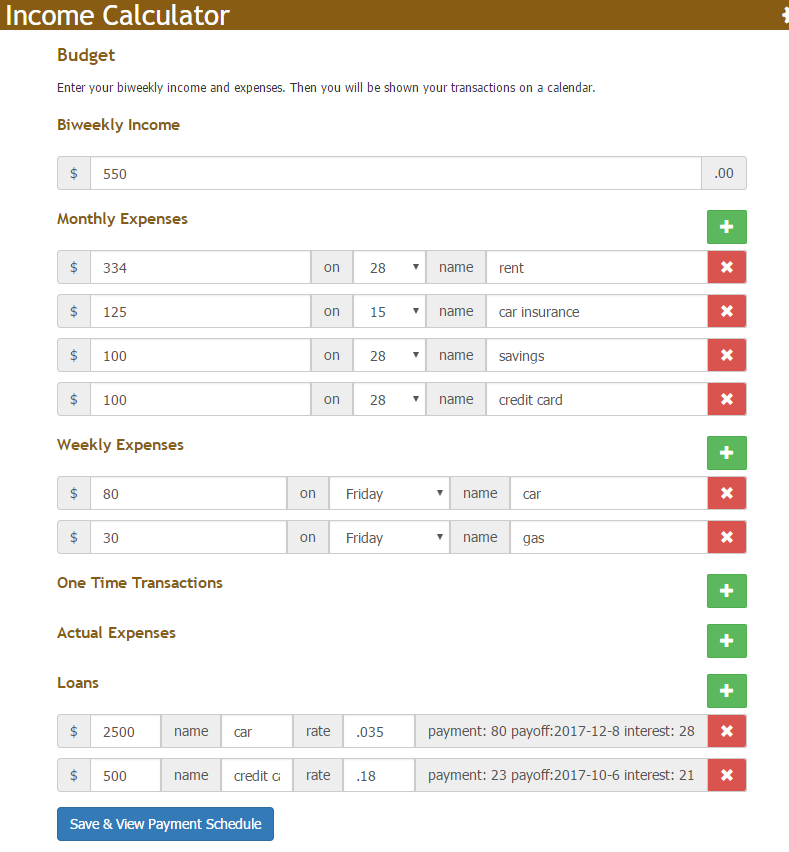 Income Calculator
Budget
Enter your biweekly income and expenses. Then you will be shown your transactions on a calendar.
Biweekly Income
$ 550 .00
Monthly Expenses
$ 334 on 28 name rent
$ 125 on 15 name car insurance
$ 100 on 28 name savings
$ 100 on 28 name credit card
Weekly Expenses
$ 80 on Friday name car
$ 30 on Friday name gas
One Time Transactions
Actual Expenses
Loans
$ 2500 name car rate .035 payment: 80 payoff:2017-12-8 interest: 28
$ 500 name credit ca rate .18 payment: 23 payoff:2017-10-6 interest: 21
Save & View Payment Schedule